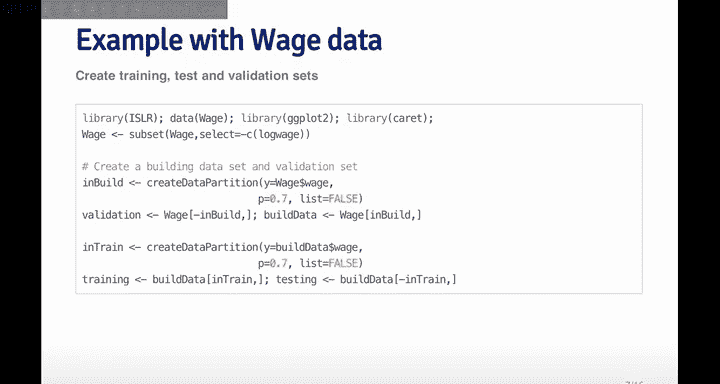 Example with Wage data
Create training, test and validation sets
library(ISLR); data(Wage); library(ggplot2); library(caret);
Wage <- subset(Wage,select=-c(logwage))
# Create a building data set and validation set
inBuild <- createDataPartition(y=Wage$wage,
p=0.7, list=FALSE)
validation <- Wage[-inBuild,]; buildData <- Wage[inBuild,]
inTrain <- createDataPartition(y=buildData$wage,
p=0.7, list=FALSE)
training <- buildData[inTrain,]; testing <- buildData[-inTrain,]